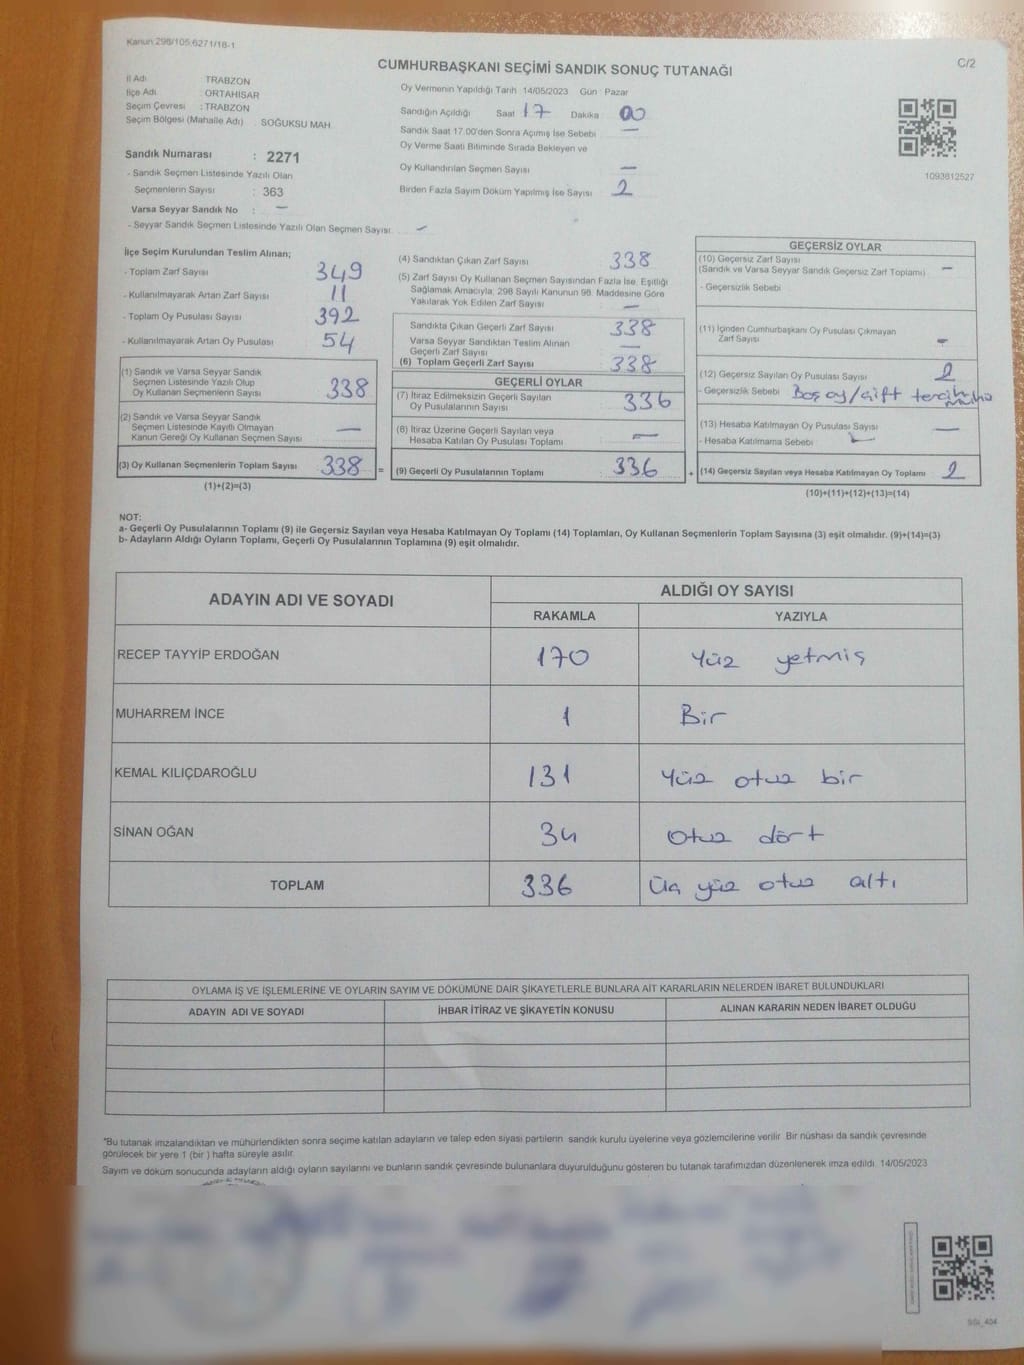 Kanun 298/105.6271/18-1
C/2
CUMHURBAŞKANI SEÇİMİ SANDIK SONUÇ TUTANAĞI
İl Adı TRABZON
İlçe Adı : ORTAHİSAR
Seçim Çevresi : TRABZON
Seçim Bölgesi (Mahalle Adı) SOĞUKSU MAH.
Sandık Numarası : 2271
- Sandık Seçmen Listesinde Yazılı Olan
Seçmenlerin Sayısı : 363
Varsa Seyyar Sandık No : —
- Seyyar Sandık Seçmen Listesinde Yazılı Olan Seçmen Sayısı —
Oy Vermenin Yapıldığı Tarih 14/05/2023 Gün : Pazar
Sandığın Açıldığı Saat 17 Dakika 00
Sandık Saat 17.00'den Sonra Açımış İse Sebebi —
Oy Verme Saati Bitiminde Sırada Bekleyen ve
Oy Kullandırılan Seçmen Sayısı —
Birden Fazla Sayım Döküm Yapılmış İse Sayısı 2
1093612527
İlçe Seçim Kurulundan Teslim Alınan;
- Toplam Zarf Sayısı 349
- Kullanılmayarak Artan Zarf Sayısı 11
- Toplam Oy Pusulası Sayısı 392
- Kullanılmayarak Artan Oy Pusulası 54
(1) Sandık ve Varsa Seyyar Sandık
Seçmen Listesinde Yazılı Olup
Oy Kullanan Seçmenlerin Sayısı 338
(2) Sandık ve Varsa Seyyar Sandık
Seçmen Listesinde Kayıtlı Olmayan
Kanun Gereği Oy Kullanan Seçmen Sayısı —
(3) Oy Kullanan Seçmenlerin Toplam Sayısı 338 =
(1)+(2)=(3)
(4) Sandıktan Çıkan Zarf Sayısı 338
(5) Zarf Sayısı Oy Kullanan Seçmen Sayısından Fazla İse, Eşitliği
Sağlamak Amacıyla; 298 Sayılı Kanunun 98. Maddesine Göre
Yakılarak Yok Edilen Zarf Sayısı —
Sandıkta Çıkan Geçerli Zarf Sayısı 338
Varsa Seyyar Sandıktan Teslim Alınan
Geçerli Zarf Sayısı —
(6) Toplam Geçerli Zarf Sayısı 338
GEÇERLİ OYLAR
(7) İtiraz Edilmeksizin Geçerli Sayılan
Oy Pusulalarının Sayısı 336
(8) İtiraz Üzerine Geçerli Sayılan veya
Hesaba Katılan Oy Pusulası Toplamı —
(9) Geçerli Oy Pusulalarının Toplamı 336 +
GEÇERSİZ OYLAR
(10) Geçersiz Zarf Sayısı
(Sandık ve Varsa Seyyar Sandık Geçersiz Zarf Toplamı) —
- Geçersizlik Sebebi
(11) İçinden Cumhurbaşkanı Oy Pusulası Çıkmayan
Zarf Sayısı —
(12) Geçersiz Sayılan Oy Pusulası Sayısı 2
- Geçersizlik Sebebi Boş oy/çift tercih
(13) Hesaba Katılmayan Oy Pusulası Sayısı —
- Hesaba Katılmama Sebebi
(14) Geçersiz Sayılan veya Hesaba Katılmayan Oy Toplamı 2
(10)+(11)+(12)+(13)=(14)
NOT:
a- Geçerli Oy Pusulalarının Toplamı (9) ile Geçersiz Sayılan veya Hesaba Katılmayan Oy Toplamı (14) Toplamları, Oy Kullanan Seçmenlerin Toplam Sayısına (3) eşit olmalıdır. (9)+(14)=(3)
b- Adayların Aldığı Oyların Toplamı, Geçerli Oy Pusulalarının Toplamına (9) eşit olmalıdır.
ADAYIN ADI VE SOYADI
ALDIĞI OY SAYISI
RAKAMLA YAZIYLA
RECEP TAYYİP ERDOĞAN 170 Yüz yetmiş
MUHARREM İNCE 1 Bir
KEMAL KILIÇDAROĞLU 131 Yüz otuz bir
SİNAN OĞAN 34 Otuz dört
TOPLAM 336 Üç yüz otuz altı
OYLAMA İŞ VE İŞLEMLERİNE VE OYLARIN SAYIM VE DÖKÜMÜNE DAİR ŞİKAYETLERLE BUNLARA AİT KARARLARIN NELERDEN İBARET BULUNDUKLARI
ADAYIN ADI VE SOYADI İHBAR İTİRAZ VE ŞİKAYETİN KONUSU ALINAN KARARIN NEDEN İBARET OLDUĞU
*Bu tutanak imzalandıktan ve mühürlendikten sonra seçime katılan adayların ve talep eden siyasi partilerin sandık kurulu üyelerine veya gözlemcilerine verilir. Bir nüshası da sandık çevresinde
görülecek bir yere 1 (bir ) hafta süreyle asılır.
Sayım ve döküm sonucunda adayların aldığı oyların sayılarını ve bunların sandık çevresinde bulunanlara duyurulduğunu gösteren bu tutanak tarafımızdan düzenlenerek imza edildi. 14/05/2023